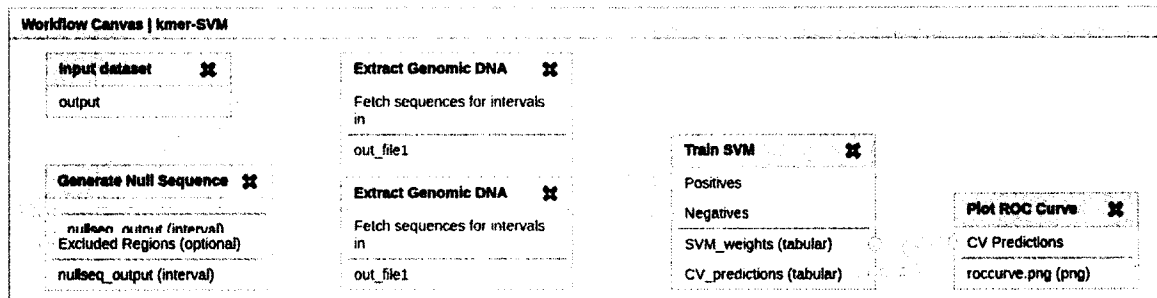 Workflow Canvas | kmer-SVM
Input dataset
output
Generate Null Sequence
nullseq_output (interval)
Excluded Regions (optional)
nullseq_output (interval)
Extract Genomic DNA
Fetch sequences for intervals
in
out_file1
Extract Genomic DNA
Fetch sequences for intervals
in
out_file1
Train SVM
Positives
Negatives
SVM_weights (tabular)
CV_predictions (tabular)
Plot ROC Curve
CV Predictions
roccurve.png (png)